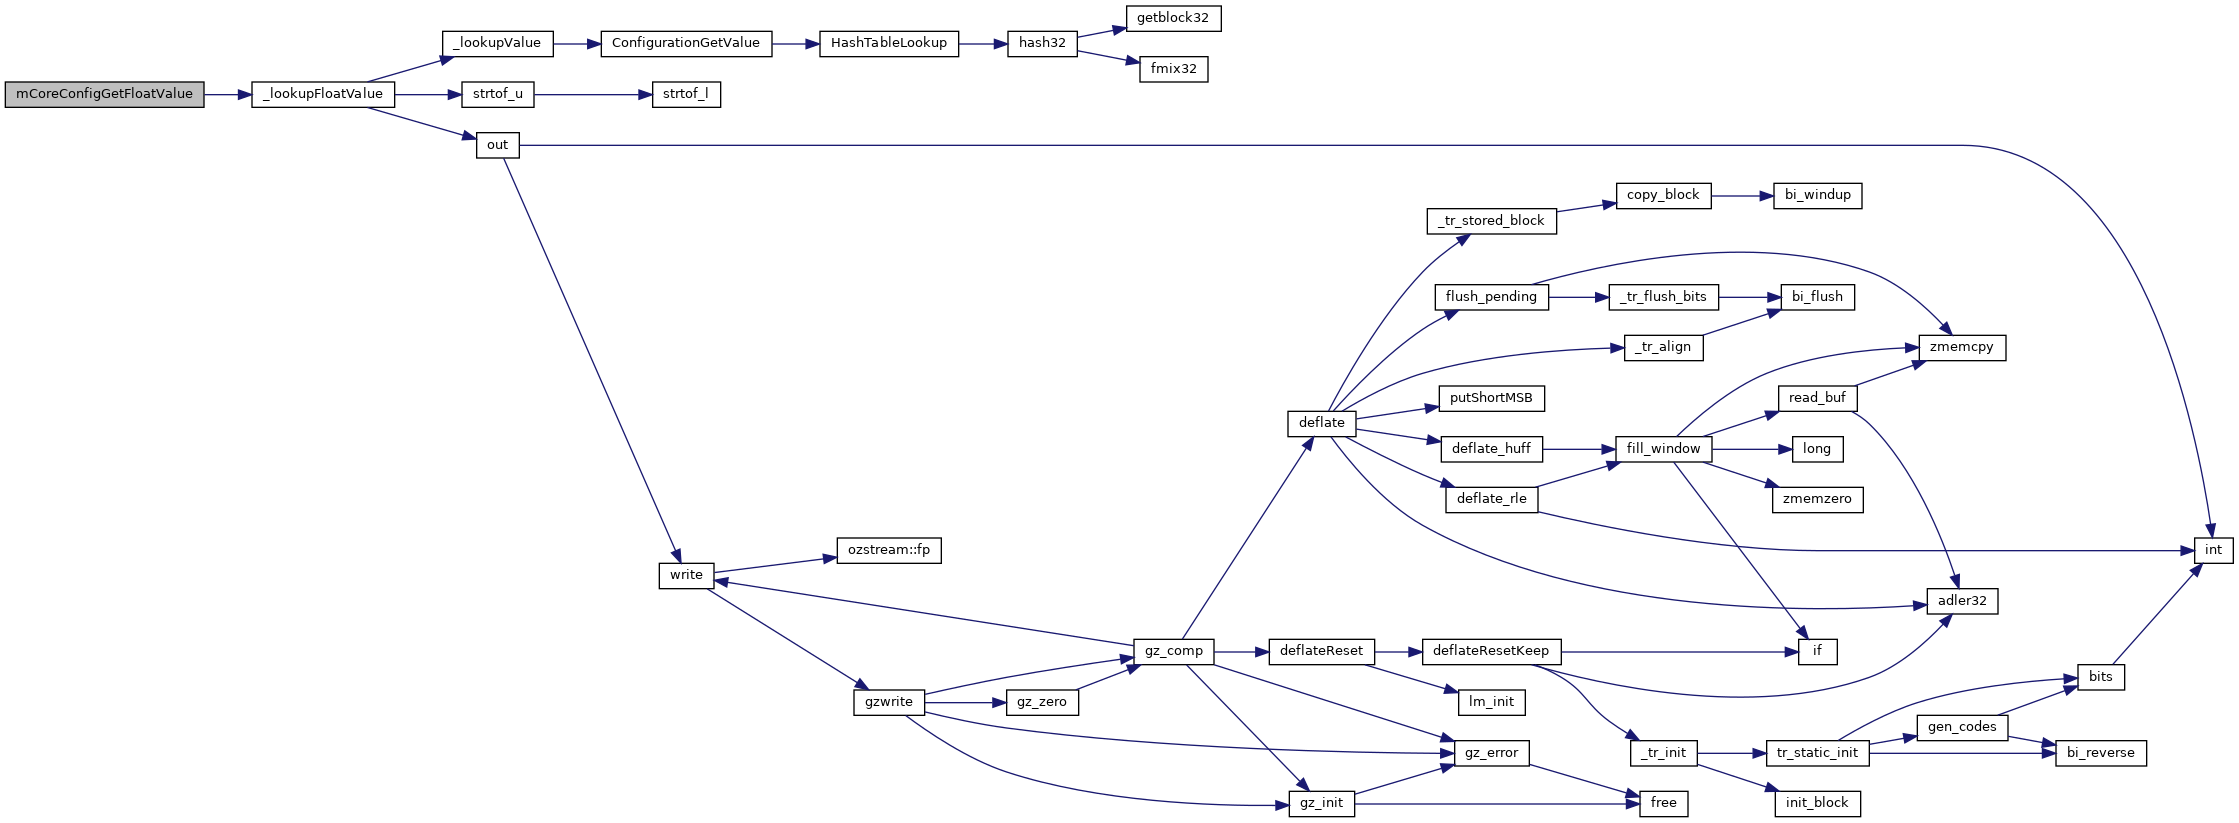 mCoreConfigGetFloatValue
_lookupFloatValue
_lookupValue
ConfigurationGetValue
HashTableLookup
hash32
getblock32
fmix32
strtof_u
strtof_l
out
write
ozstream::fp
gzwrite
gz_zero
gz_comp
deflate
_tr_stored_block
copy_block
bi_windup
flush_pending
_tr_flush_bits
bi_flush
_tr_align
zmemcpy
putShortMSB
read_buf
deflate_huff
fill_window
long
deflate_rle
zmemzero
int
adler32
deflateReset
deflateResetKeep
if
lm_init
bits
gen_codes
gz_error
_tr_init
tr_static_init
bi_reverse
gz_init
free
init_block